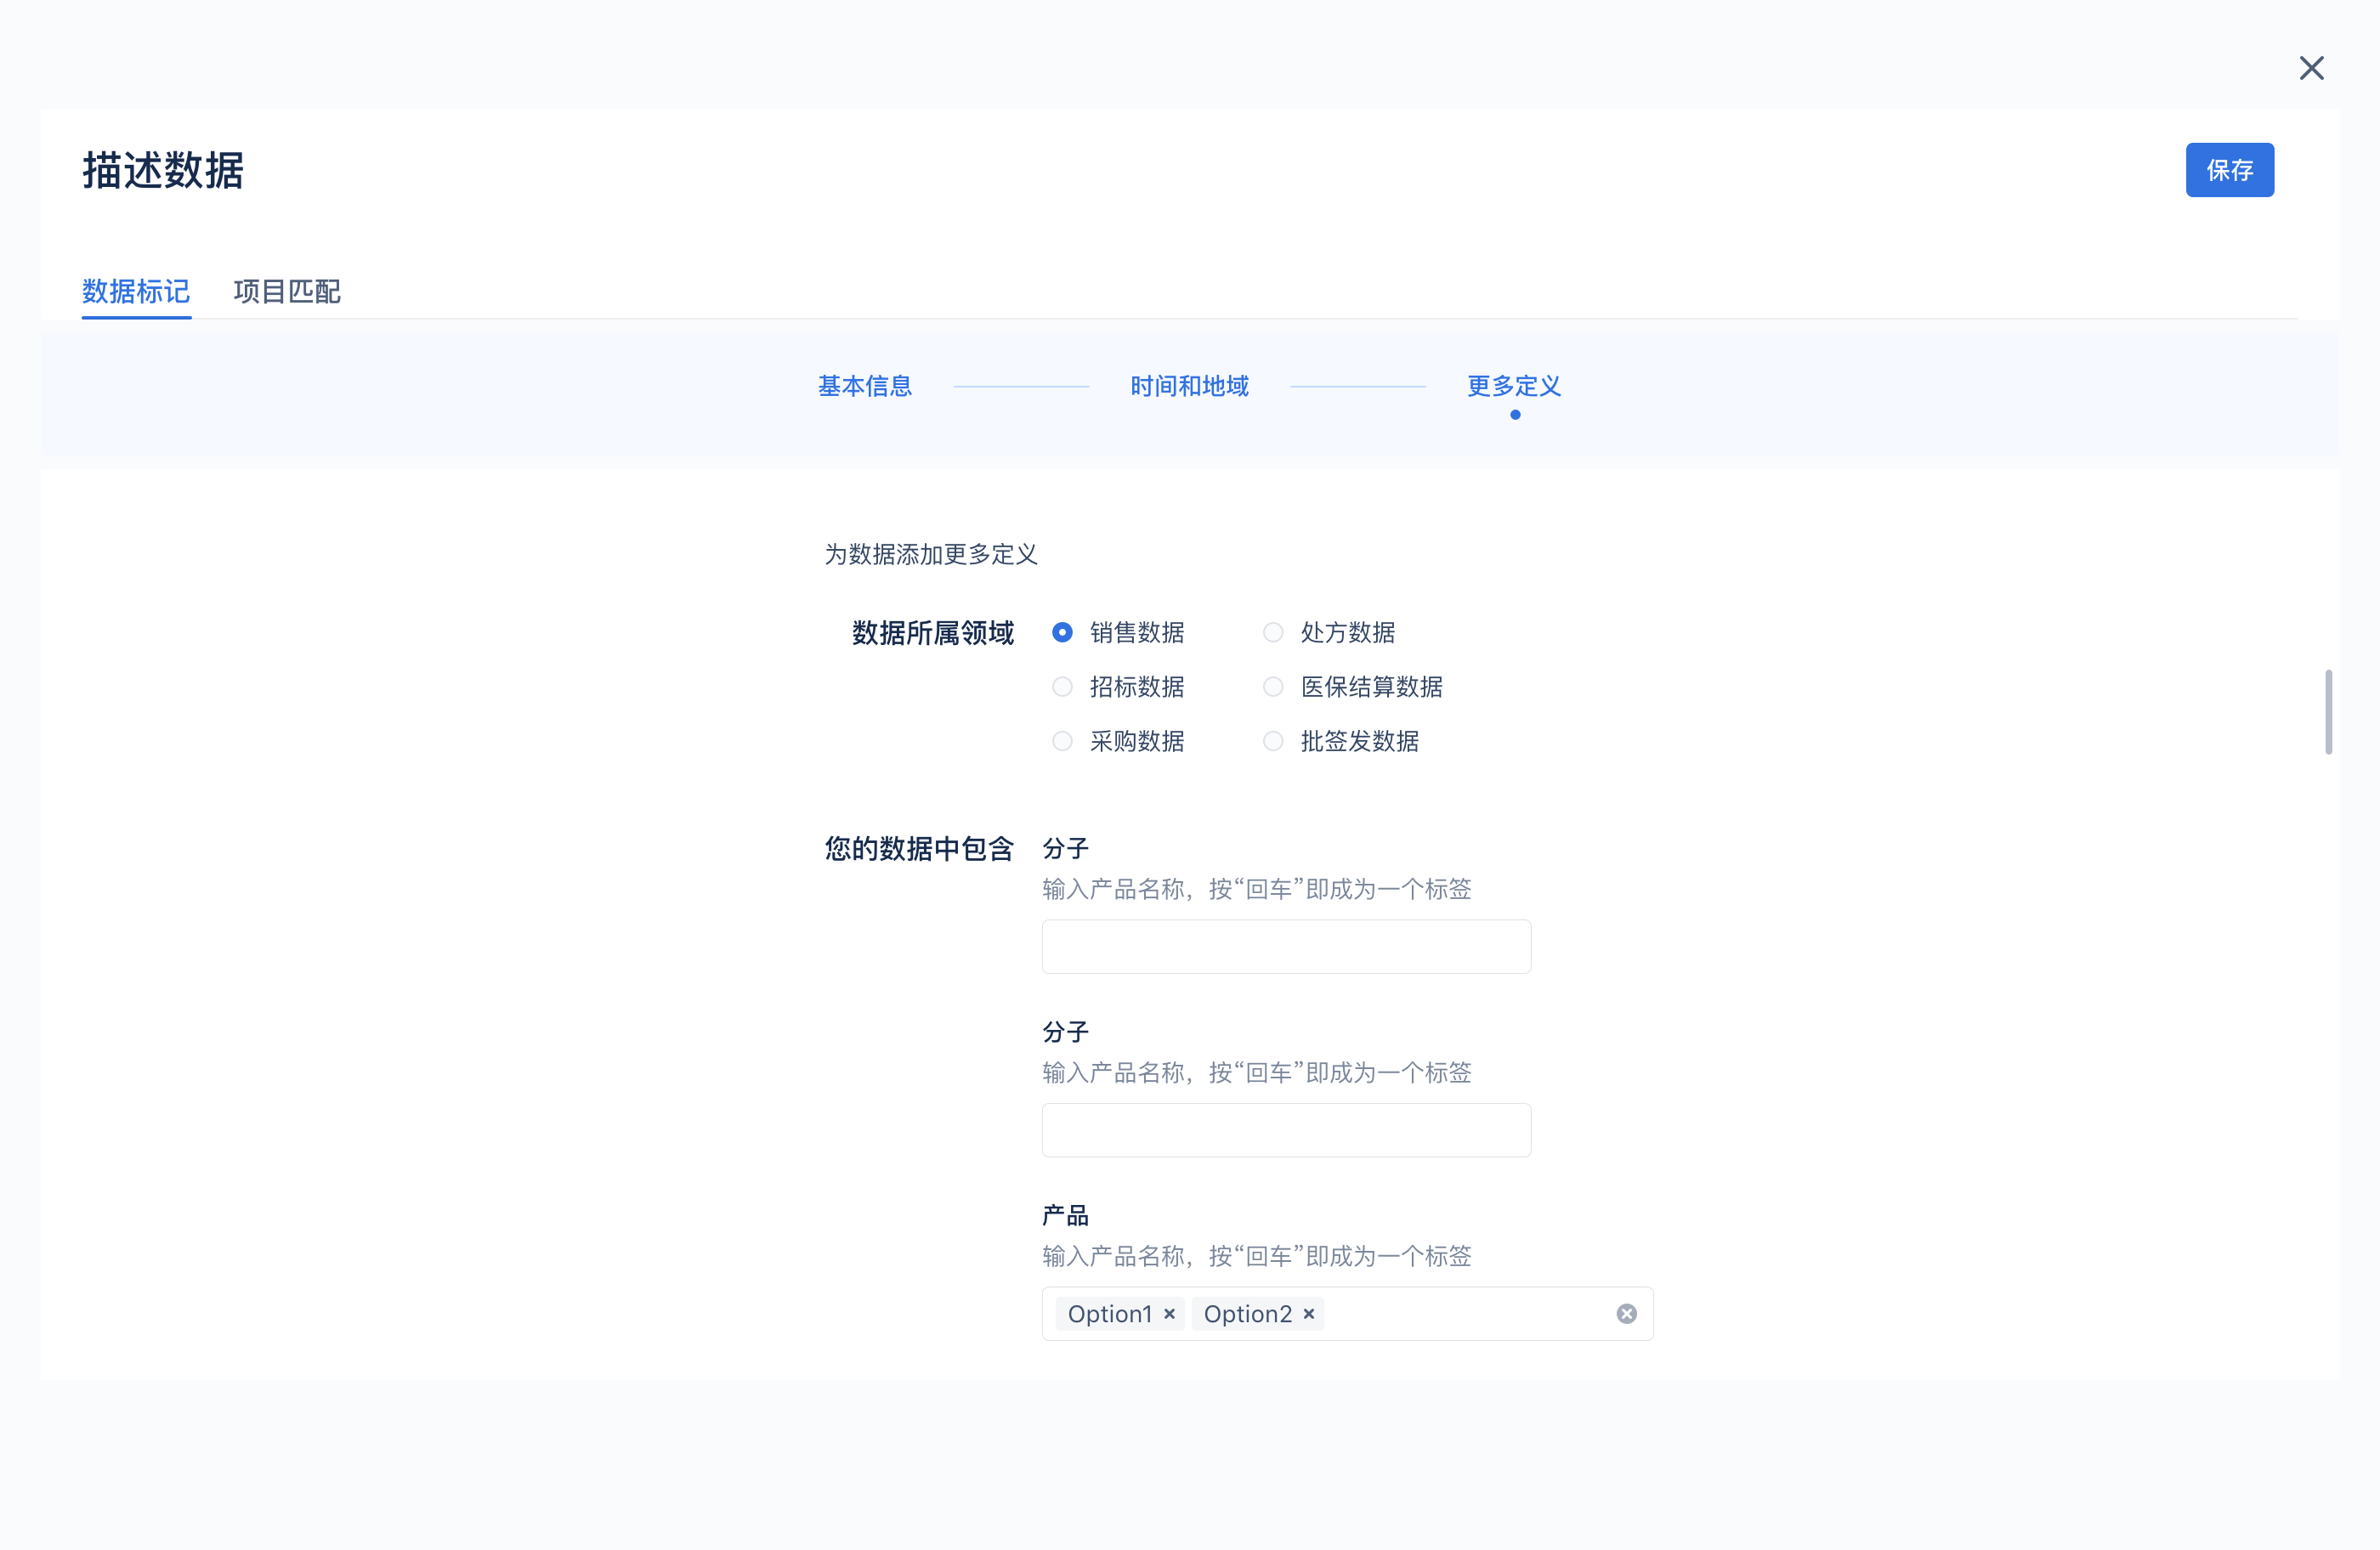 描述数据
保存
数据标记 项目匹配
基本信息 时间和地域 更多定义
为数据添加更多定义
数据所属领域 销售数据 处方数据
招标数据 医保结算数据
采购数据 批签发数据
您的数据中包含 分子
输入产品名称，按“回车”即成为一个标签
分子
输入产品名称，按“回车”即成为一个标签
产品
输入产品名称，按“回车”即成为一个标签
Option1 × Option2 ×